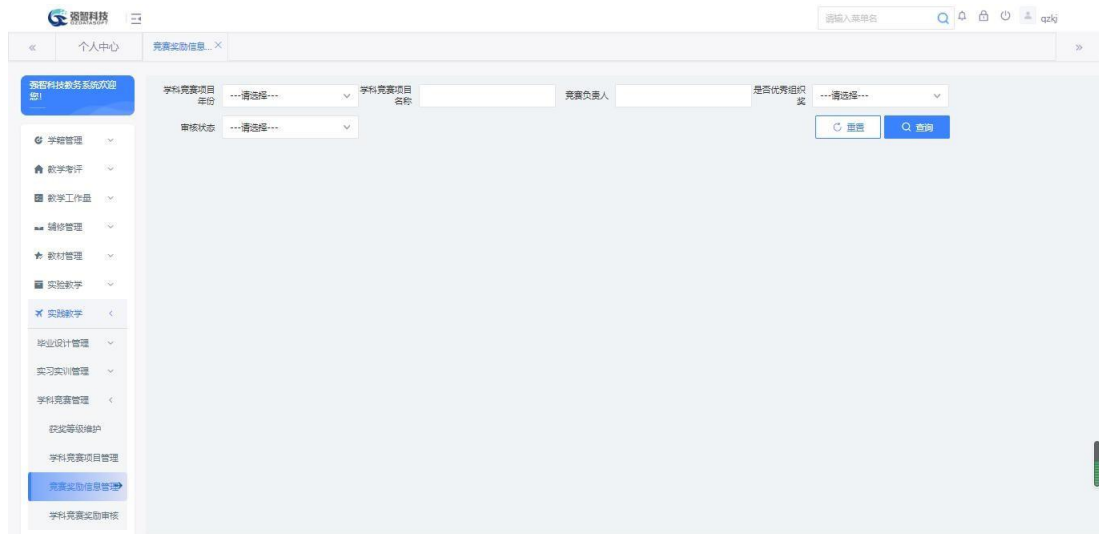 强智科技
QZDATASOFT
请输入菜单名
qzkj
个人中心
竞赛奖励信息...
强智科技教务系统欢迎
您!
学籍管理
教学考评
教学工作量
辅修管理
教材管理
实验教学
实践教学
毕业设计管理
实习实训管理
学科竞赛管理
获奖等级维护
学科竞赛项目管理
竞赛奖励信息管理
学科竞赛奖励审核
学科竞赛项目
年份
---请选择---
学科竞赛项目
名称
竞赛负责人
是否优秀组织
奖
---请选择---
审核状态
---请选择---
重置
查询